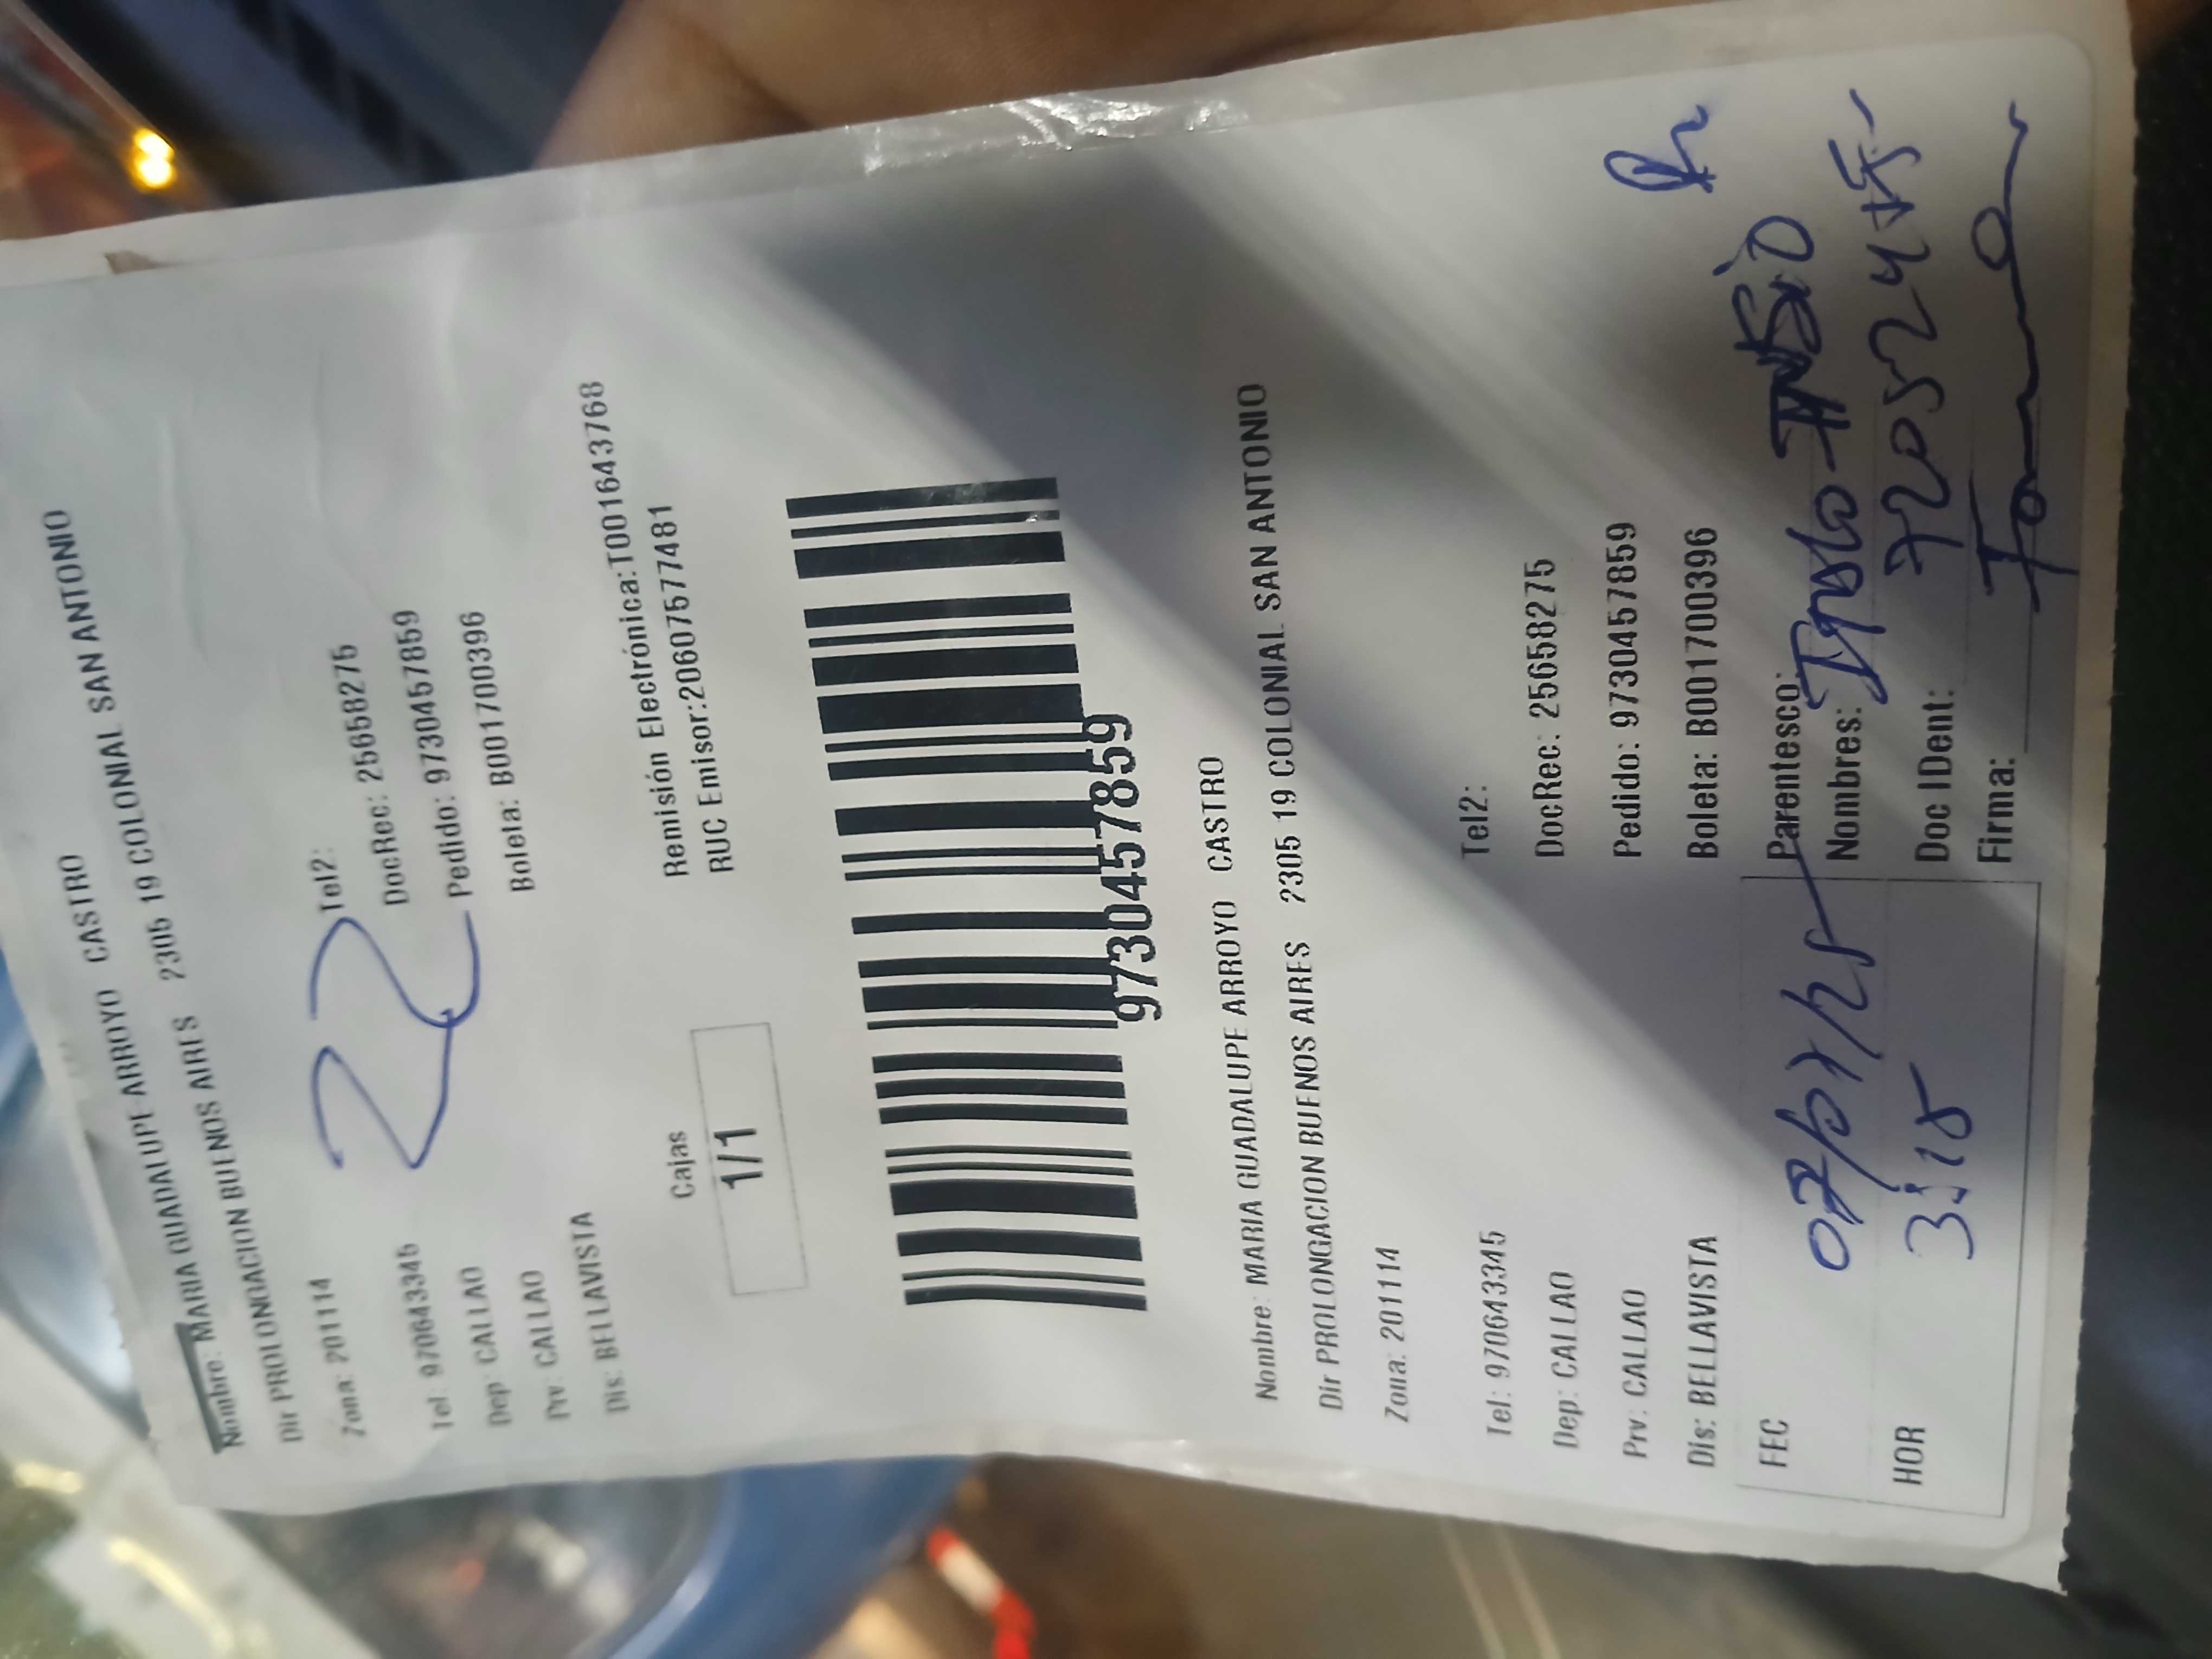 Nombre: MARIA GUADALUPE ARROYO CASTRO
Dir PROLONGACION BUENOS AIRES 2305 19 COLONIAL SAN ANTONIO
Zona: 201114
Tel: 970643345 Tel2:
Dep: CALLAO DocRec: 25658275
Prv: CALLAO Pedido: 9730457859
Dis: BELLAVISTA Boleta: B001700396
22
Cajas Remisión Electrónica:T001643768
1/1 RUC Emisor:20607577481
9730457859
Nombre: MARIA GUADALUPE ARROYO CASTRO
Dir PROLONGACION BUENOS AIRES 2305 19 COLONIAL SAN ANTONIO
Zona: 201114
Tel: 970643345 Tel2:
Dep: CALLAO DocRec: 25658275
Prv: CALLAO Pedido: 9730457859
Dis: BELLAVISTA Boleta: B001700396
FEC Parentesco:
Nombres:
HOR 3:15 Doc IDent:
Firma: